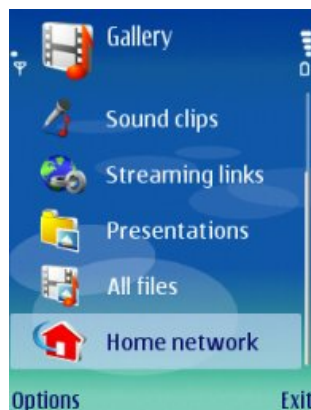 Gallery
Sound clips
Streaming links
Presentations
All files
Home network
Options Exit